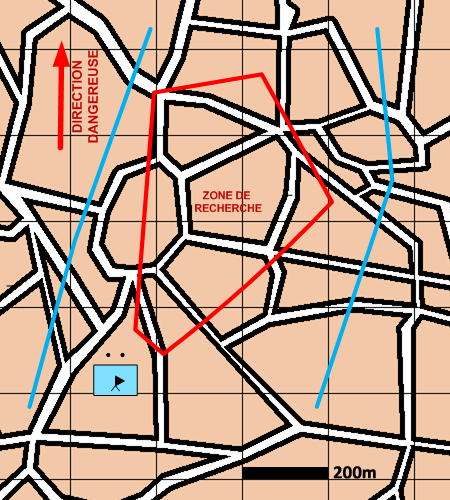 DIRECTION
DANGEREUSE
ZONE DE
RECHERCHE
200m